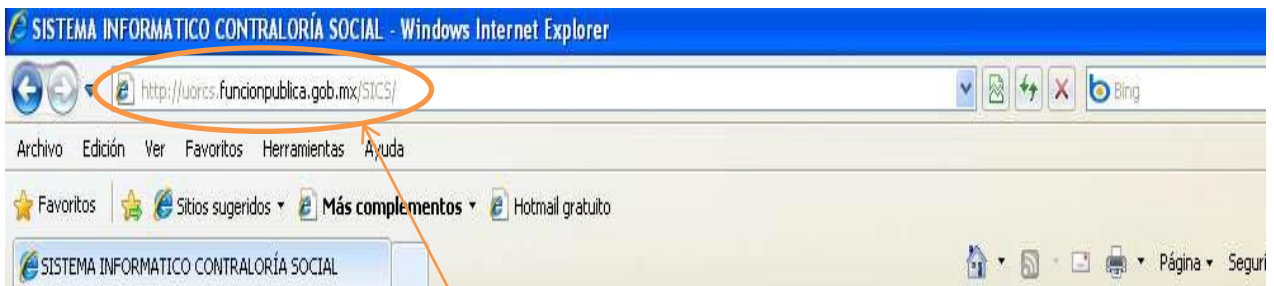 SISTEMA INFORMATICO CONTRALORÍA SOCIAL - Windows Internet Explorer
http://uorcs.funcionpublica.gob.mx/SICS/ Bing
Archivo Edición Ver Favoritos Herramientas Ayuda
Favoritos Sitios sugeridos Más complementos Hotmail gratuito
SISTEMA INFORMATICO CONTRALORÍA SOCIAL Página Seguri